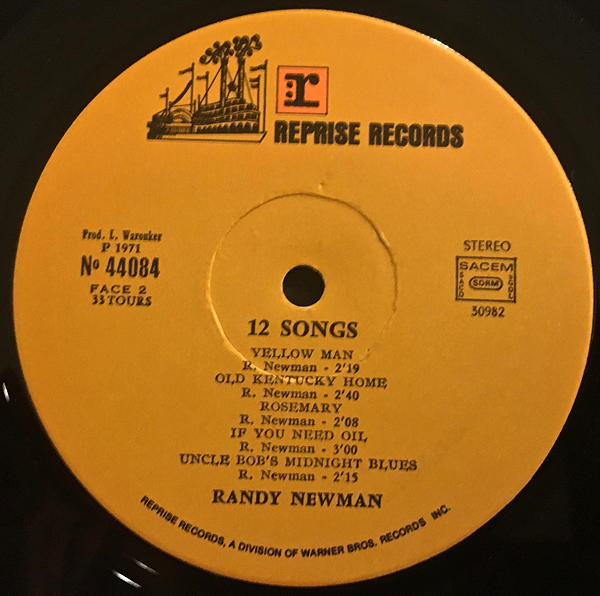 r
REPRISE RECORDS
Prod. L. Waronker
P 1971
Nº 44084
FACE 2
33 TOURS
STEREO
SACEM
SACD SDRM SGDL
30982
12 SONGS
YELLOW MAN
R. Newman - 2'19
OLD KENTUCKY HOME
R. Newman - 2'40
ROSEMARY
R. Newman - 2'08
IF YOU NEED OIL
R. Newman - 3'00
UNCLE BOB'S MIDNIGHT BLUES
R. Newman - 2'15
RANDY NEWMAN
REPRISE RECORDS, A DIVISION OF WARNER BROS. RECORDS INC.